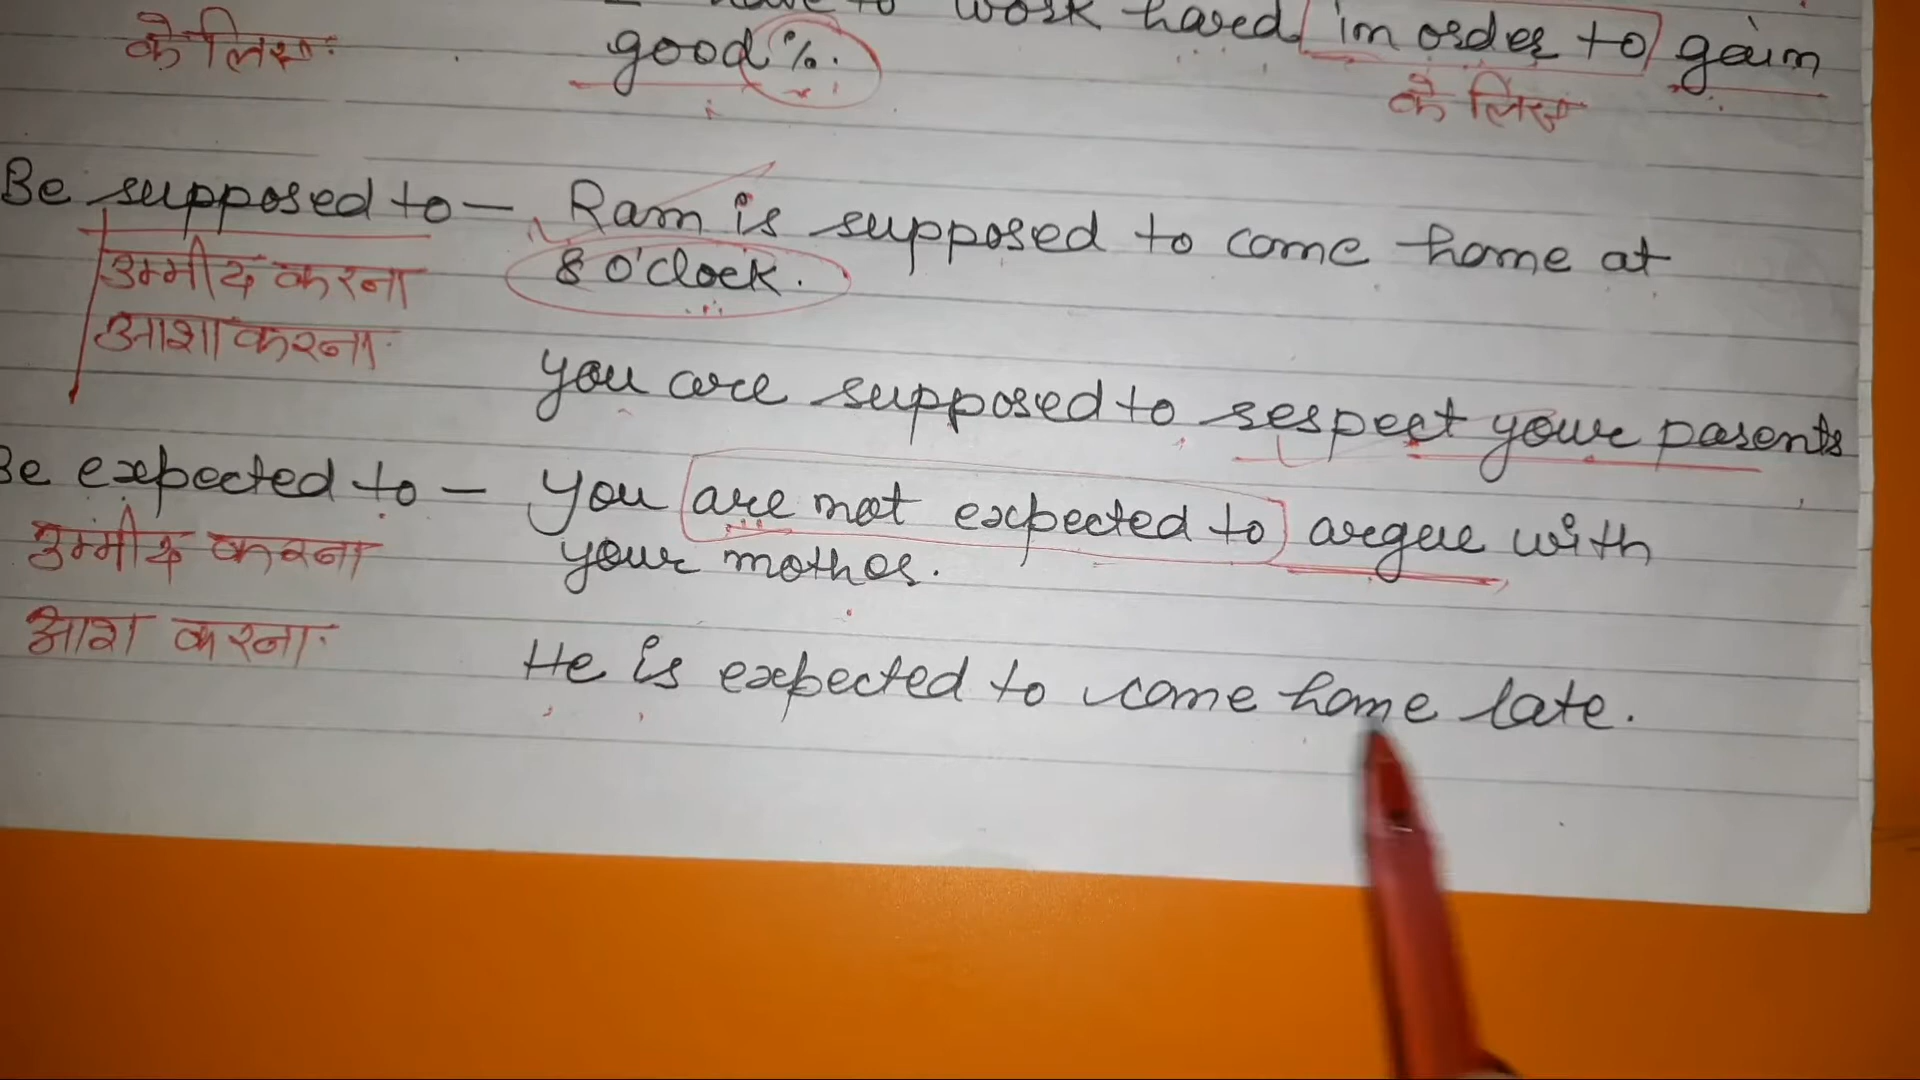 have to work hard in order to gain
के लिए good %.
के लिए
Be supposed to — Ram is supposed to come home at
उम्मीद करना 8 o'clock.
आशा करना
you are supposed to respect your parents
Be expected to — you are not expected to argue with
उम्मीद करना your mother.
आशा करना
He is expected to come home late.